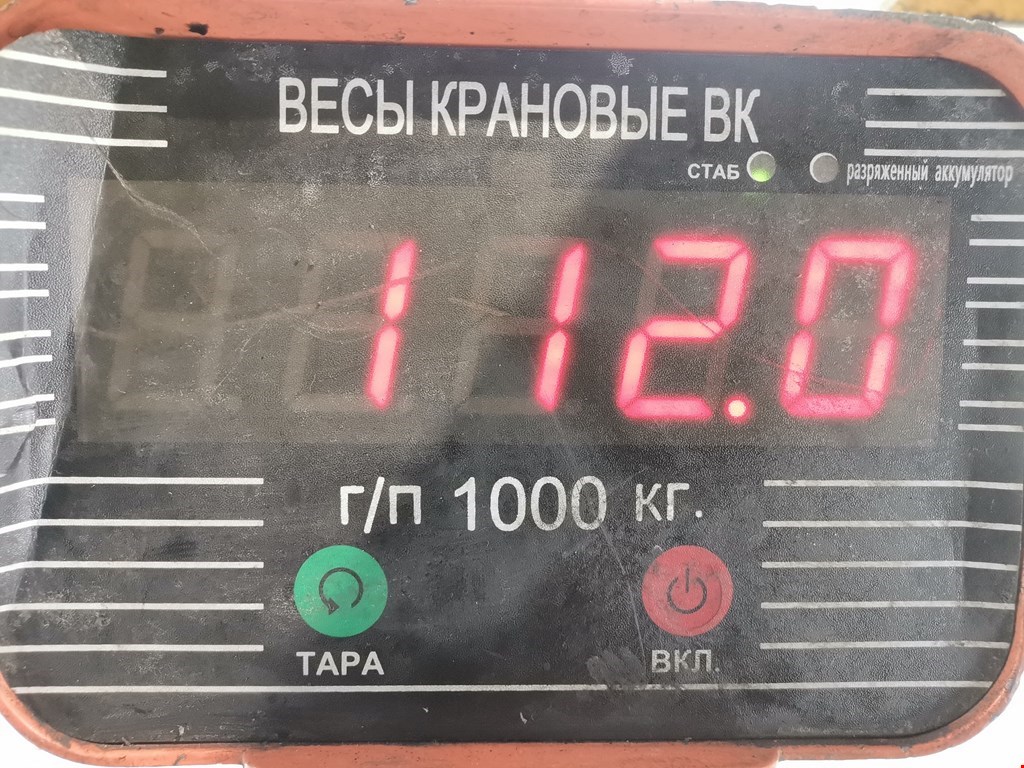 ВЕСЫ КРАНОВЫЕ ВК
СТАБ разряженный аккумулятор
112.0
г/п 1000 кг.
ТАРА ВКЛ.